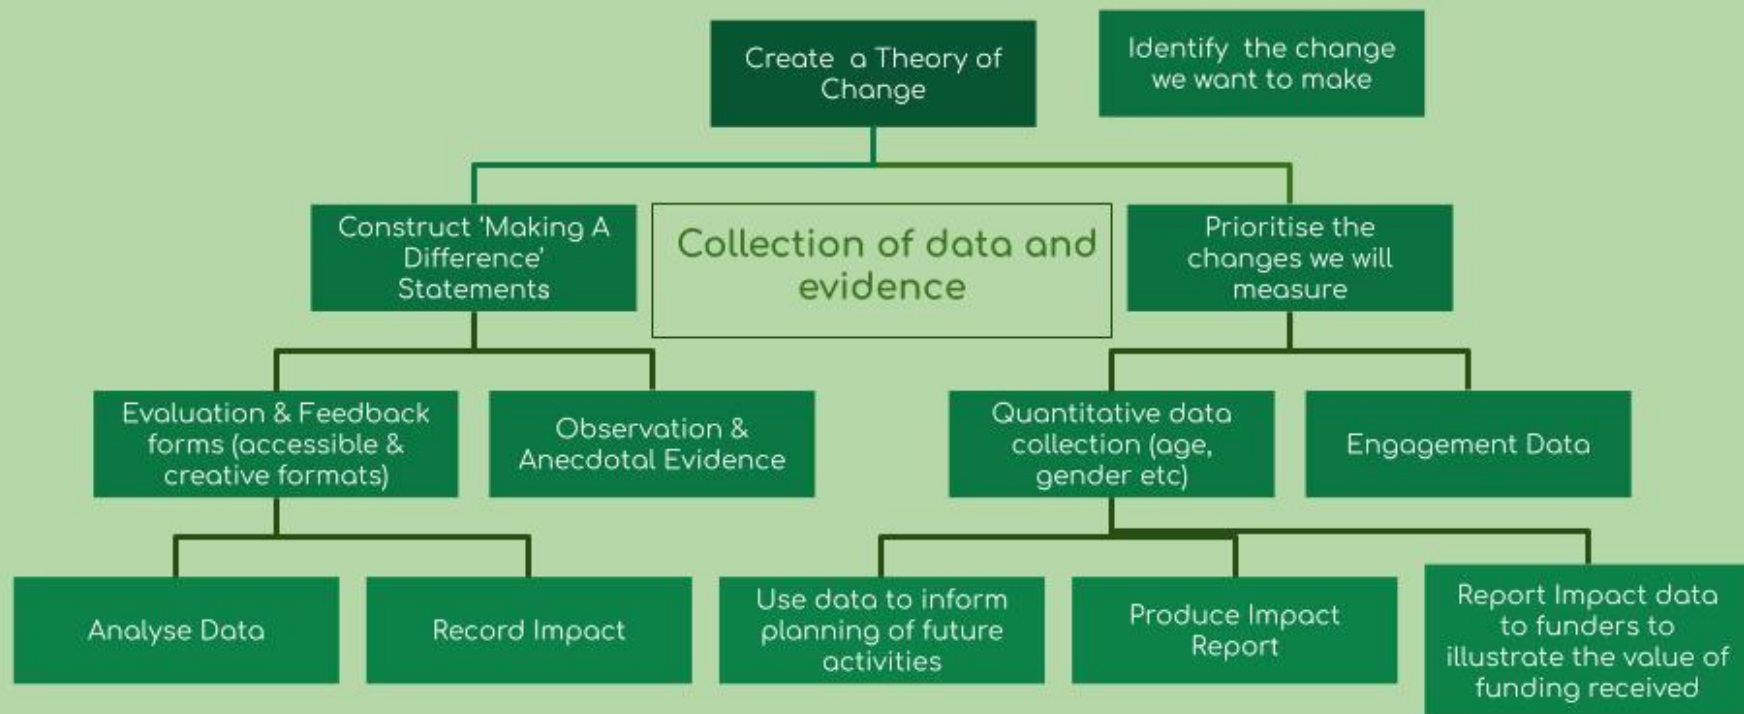 Create a Theory of
Change
Identify the change
we want to make
Construct ‘Making A
Difference’
Statements
Collection of data and
evidence
Prioritise the
changes we will
measure
Evaluation & Feedback
forms (accessible &
creative formats)
Observation &
Anecdotal Evidence
Quantitative data
collection (age,
gender etc)
Engagement Data
Analyse Data
Record Impact
Use data to inform
planning of future
activities
Produce Impact
Report
Report Impact data
to funders to
illustrate the value of
funding received